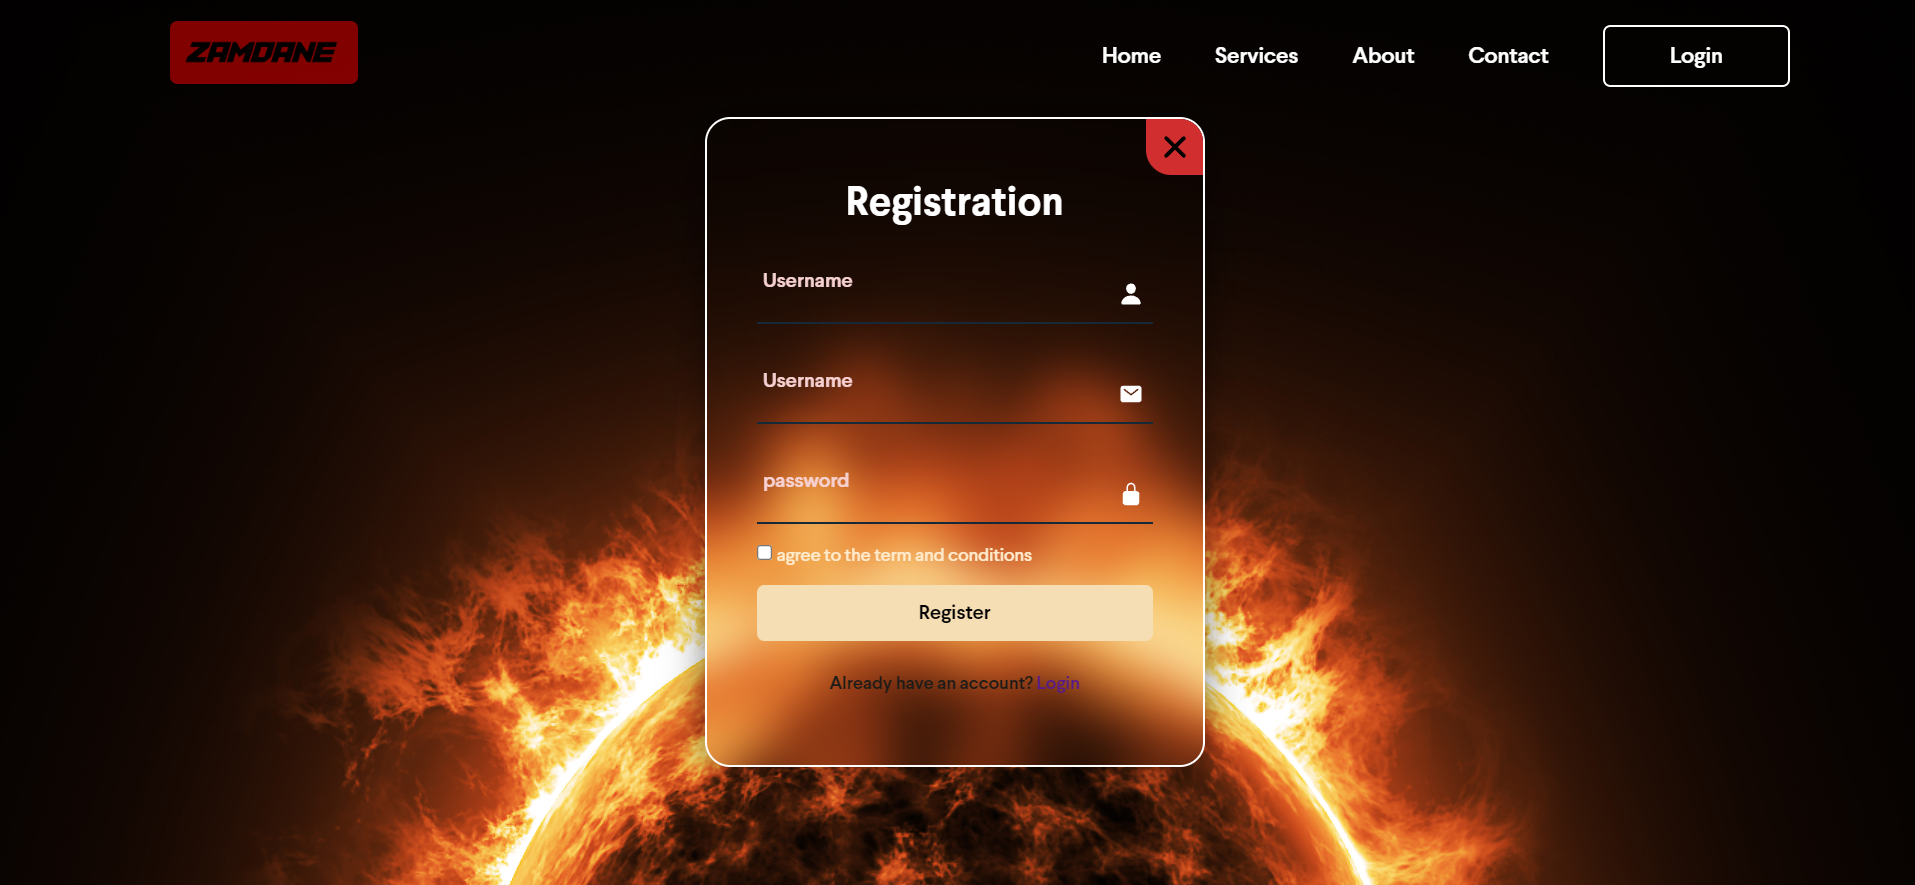 ZAMDANE
Home Services About Contact Login
Registration
Username
Username
password
agree to the term and conditions
Register
Already have an account? Login